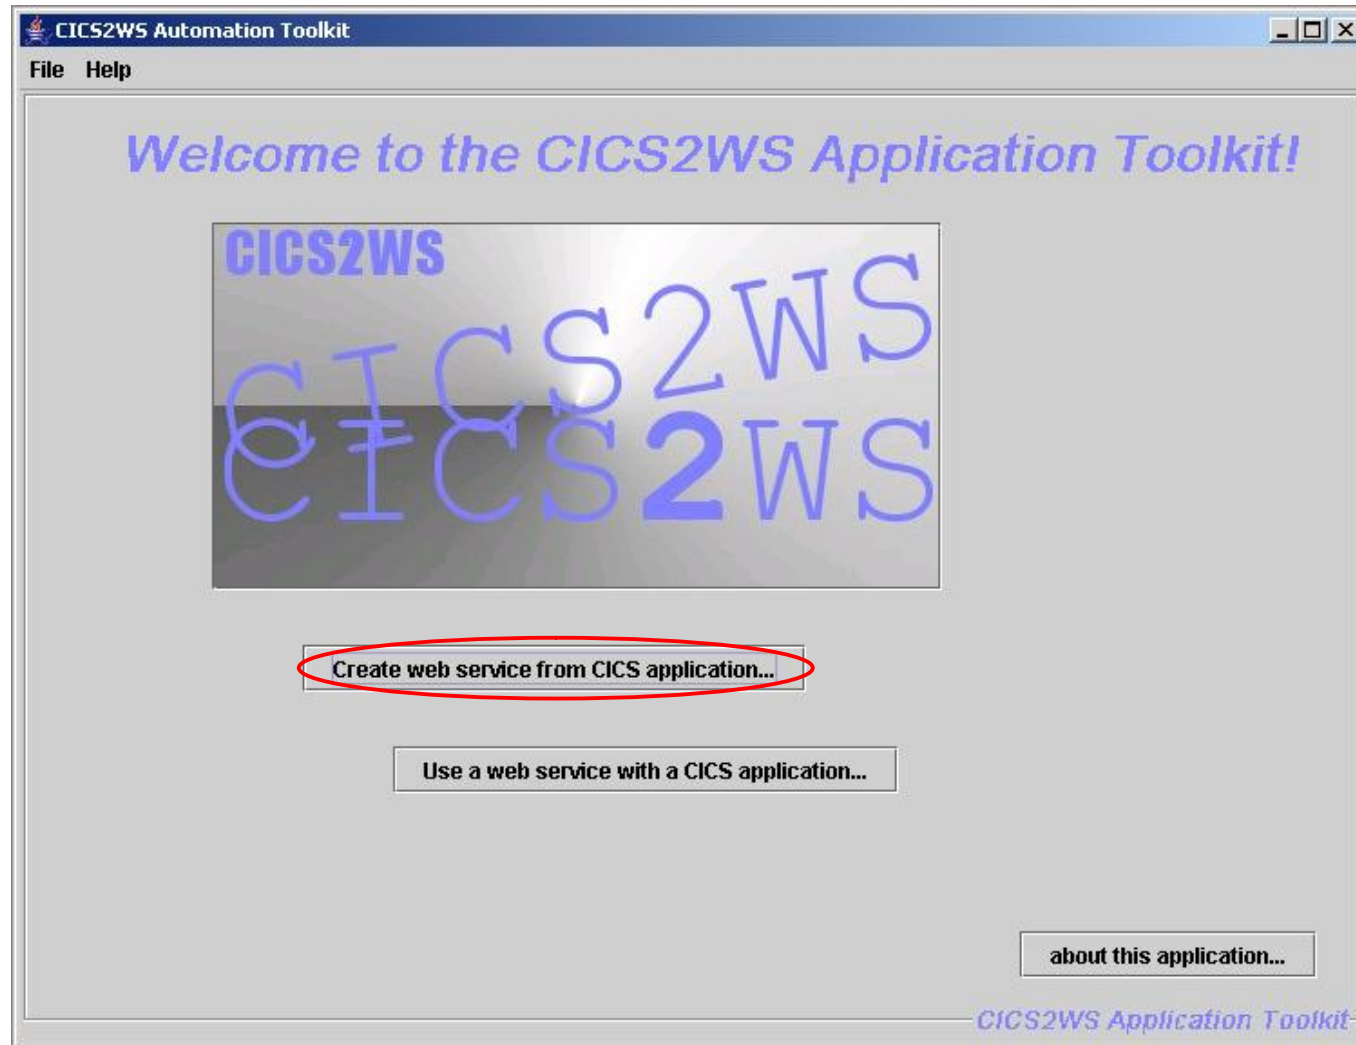 CICS2WS Automation Toolkit
File Help
Welcome to the CICS2WS Application Toolkit!
CICS2WS
CICS2WS
CICS2WS
Create web service from CICS application...
Use a web service with a CICS application...
about this application...
CICS2WS Application Toolkit